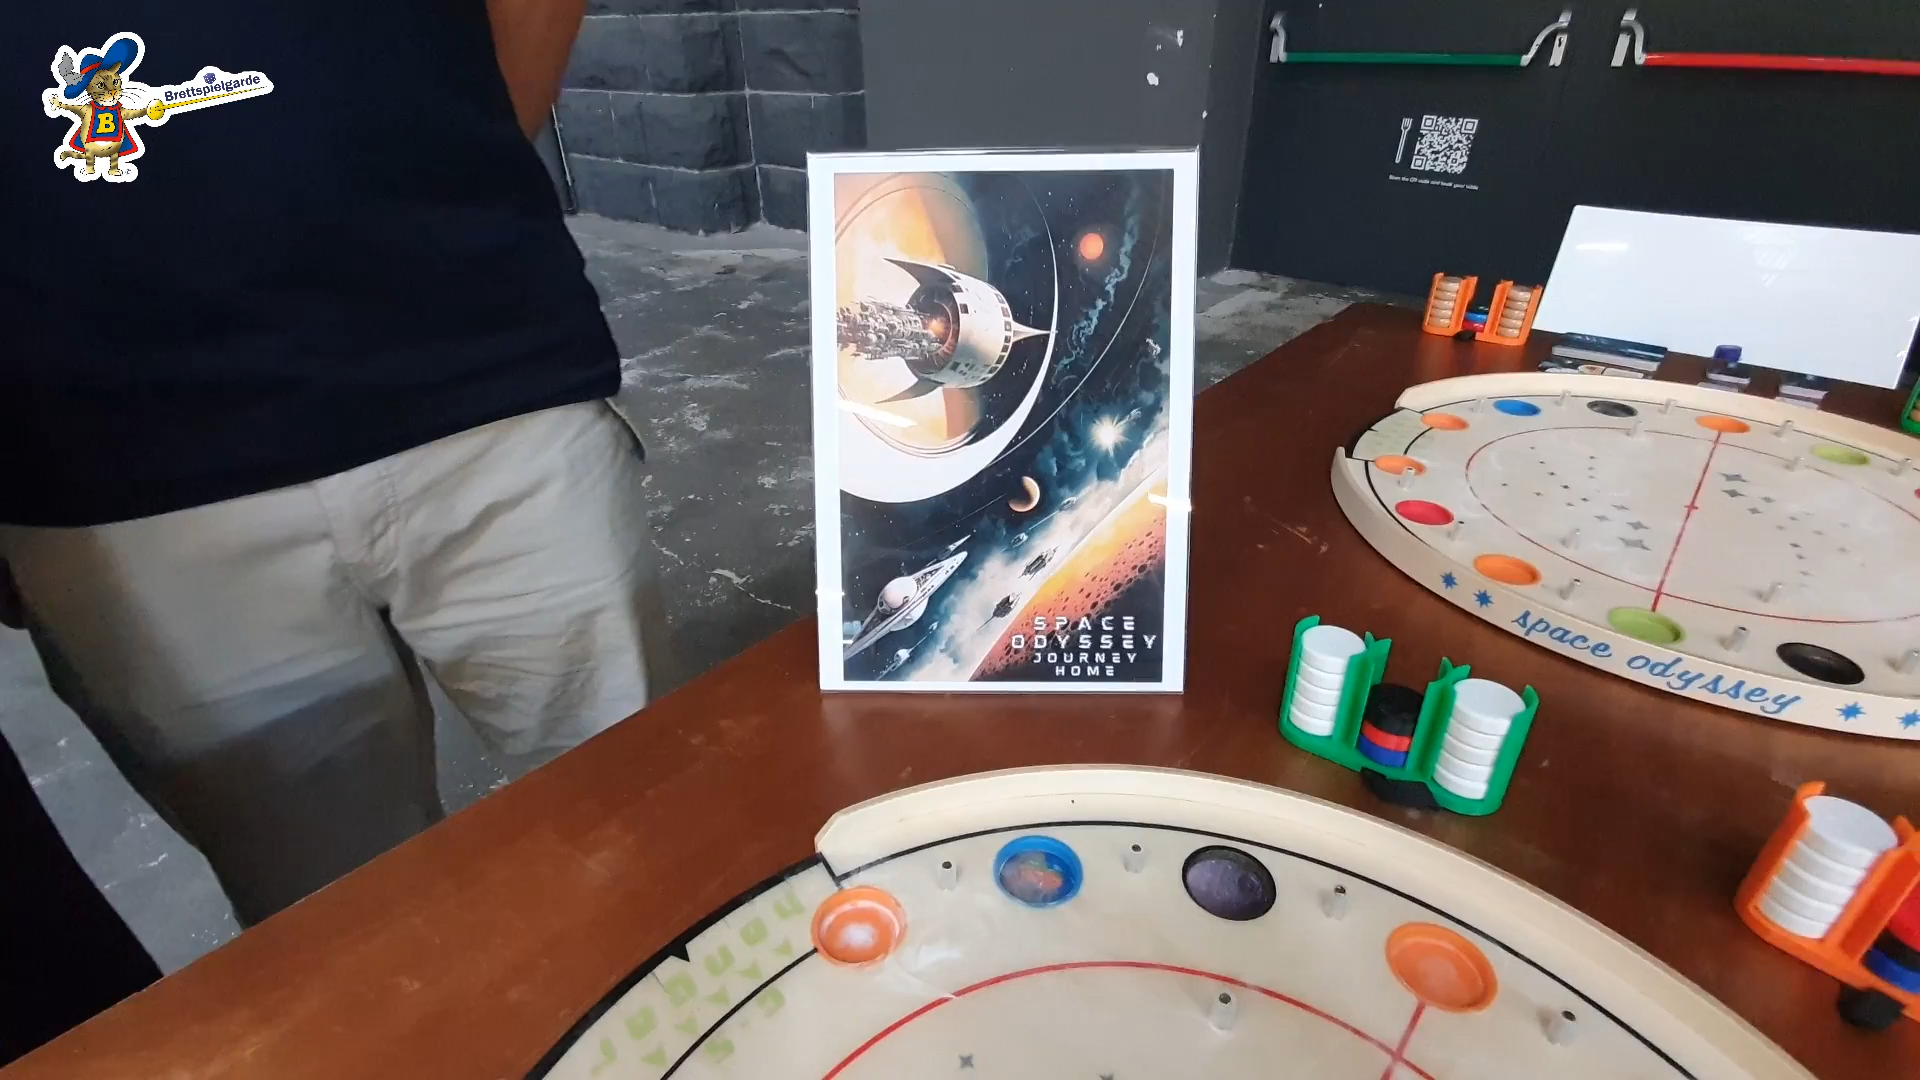 Brettspielgarde
B
SPACE
ODYSSEY
JOURNEY
HOME
space odyssey